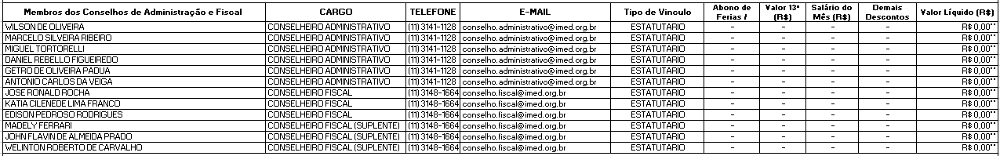 Membros dos Conselhos de Administração e Fiscal CARGO TELEFONE E-MAIL Tipo de Vinculo Abono de Ferias / Valor 13ª (R$) Salário do Mês (R$) Demais Descontos Valor Líquido (R$)
WILSON DE OLIVEIRA CONSELHEIRO ADMINISTRATIVO (11) 3141-1128 conselho.administrativo@imed.org.br ESTATUTARIO - - - - R$ 0,00**
MARCELO SILVEIRA RIBEIRO CONSELHEIRO ADMINISTRATIVO (11) 3141-1128 conselho.administrativo@imed.org.br ESTATUTARIO - - - - R$ 0,00**
MIGUEL TORTORELLI CONSELHEIRO ADMINISTRATIVO (11) 3141-1128 conselho.administrativo@imed.org.br ESTATUTARIO - - - - R$ 0,00**
DANIEL REBELLO FIGUEIREDO CONSELHEIRO ADMINISTRATIVO (11) 3141-1128 conselho.administrativo@imed.org.br ESTATUTARIO - - - - R$ 0,00**
GETRO DE OLIVEIRA PADUA CONSELHEIRO ADMINISTRATIVO (11) 3141-1128 conselho.administrativo@imed.org.br ESTATUTARIO - - - - R$ 0,00**
ANTONIO CARLOS DA VEIGA CONSELHEIRO ADMINISTRATIVO (11) 3141-1128 conselho.administrativo@imed.org.br ESTATUTARIO - - - - R$ 0,00**
JOSE RONALD ROCHA CONSELHEIRO FISCAL (11) 3148-1664 conselho.fiscal@imed.org.br ESTATUTARIO - - - - R$ 0,00**
KATIA CILENEDE LIMA FRANCO CONSELHEIRO FISCAL (11) 3148-1664 conselho.fiscal@imed.org.br ESTATUTARIO - - - - R$ 0,00**
EDISON PEDROSO RODRIGUES CONSELHEIRO FISCAL (11) 3148-1664 conselho.fiscal@imed.org.br ESTATUTARIO - - - - R$ 0,00**
MADELY FERRARI CONSELHEIRO FISCAL (SUPLENTE) (11) 3148-1664 conselho.fiscal@imed.org.br ESTATUTARIO - - - - R$ 0,00**
JOHN FLAVIN DE ALMEIDA PRADO CONSELHEIRO FISCAL (SUPLENTE) (11) 3148-1664 conselho.fiscal@imed.org.br ESTATUTARIO - - - - R$ 0,00**
WELINTON ROBERTO DE CARVALHO CONSELHEIRO FISCAL (SUPLENTE) (11) 3148-1664 conselho.fiscal@imed.org.br ESTATUTARIO - - - - R$ 0,00**